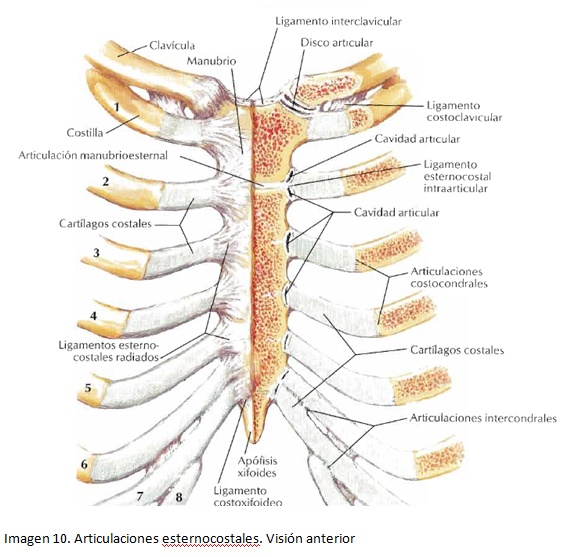 Ligamento interclavicular
Clavícula
Disco articular
Manubrio
1
Ligamento
costoclavicular
Costilla
Cavidad articular
Articulación manubrioesternal
Ligamento
esternocostal
intraarticular
2
Cavidad articular
Cartílagos costales
3
Articulaciones
costocondrales
4
Ligamentos esterno-
costales radiados
Cartílagos costales
5
Articulaciones intercondrales
6
Apófisis
xifoides
7
8
Ligamento
costoxifoideo
Imagen 10. Articulaciones esternocostales. Visión anterior